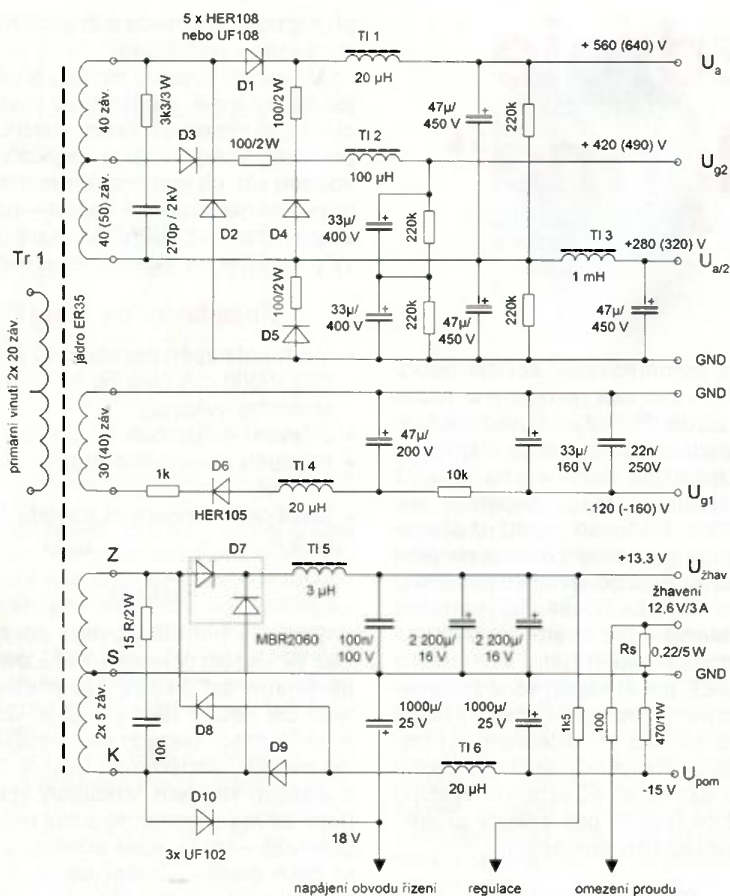 5 x HER108
nebo UF108
Tl 1
20 µH
+ 560 (640) V
Ua
D1
40 záv.
3k3/3W
100/2W
47µ/
450 V
220k
D3
100/2W
Tl 2
100 µH
+ 420 (490) V
Ug2
40 (50) záv.
270p / 2 kV
D2
D4
33µ/
400 V
220k
Tl 3
1 mH
+280 (320) V
Ua/2
Tr 1
jádro ER35
100/2W
D5
33µ/
400 V
220k
47µ/
450 V
220k
47µ/
450 V
GND
primární vinutí 2x 20 záv.
GND
30 (40) záv.
47µ/
200 V
33µ/
160 V
22n/
250V
1k
D6
HER105
Tl 4
20 µH
10k
Ug1
-120 (-160) V
Z
D7
Tl 5
3 µH
+13,3 V
Užhav
žhavení
12,6 V/3 A
15 R/2W
MBR2060
100n/
100 V
2 200µ/
16 V
2 200µ/
16 V
Rs
0,22/5 W
S
GND
2x 5 záv.
10n
D8
1000µ/
25 V
1000µ/
25 V
1k5
100
470/1W
K
D9
Tl 6
20 µH
Upom
-15 V
D10
3x UF102
18 V
napájení obvodu řízení
regulace
omezení proudu